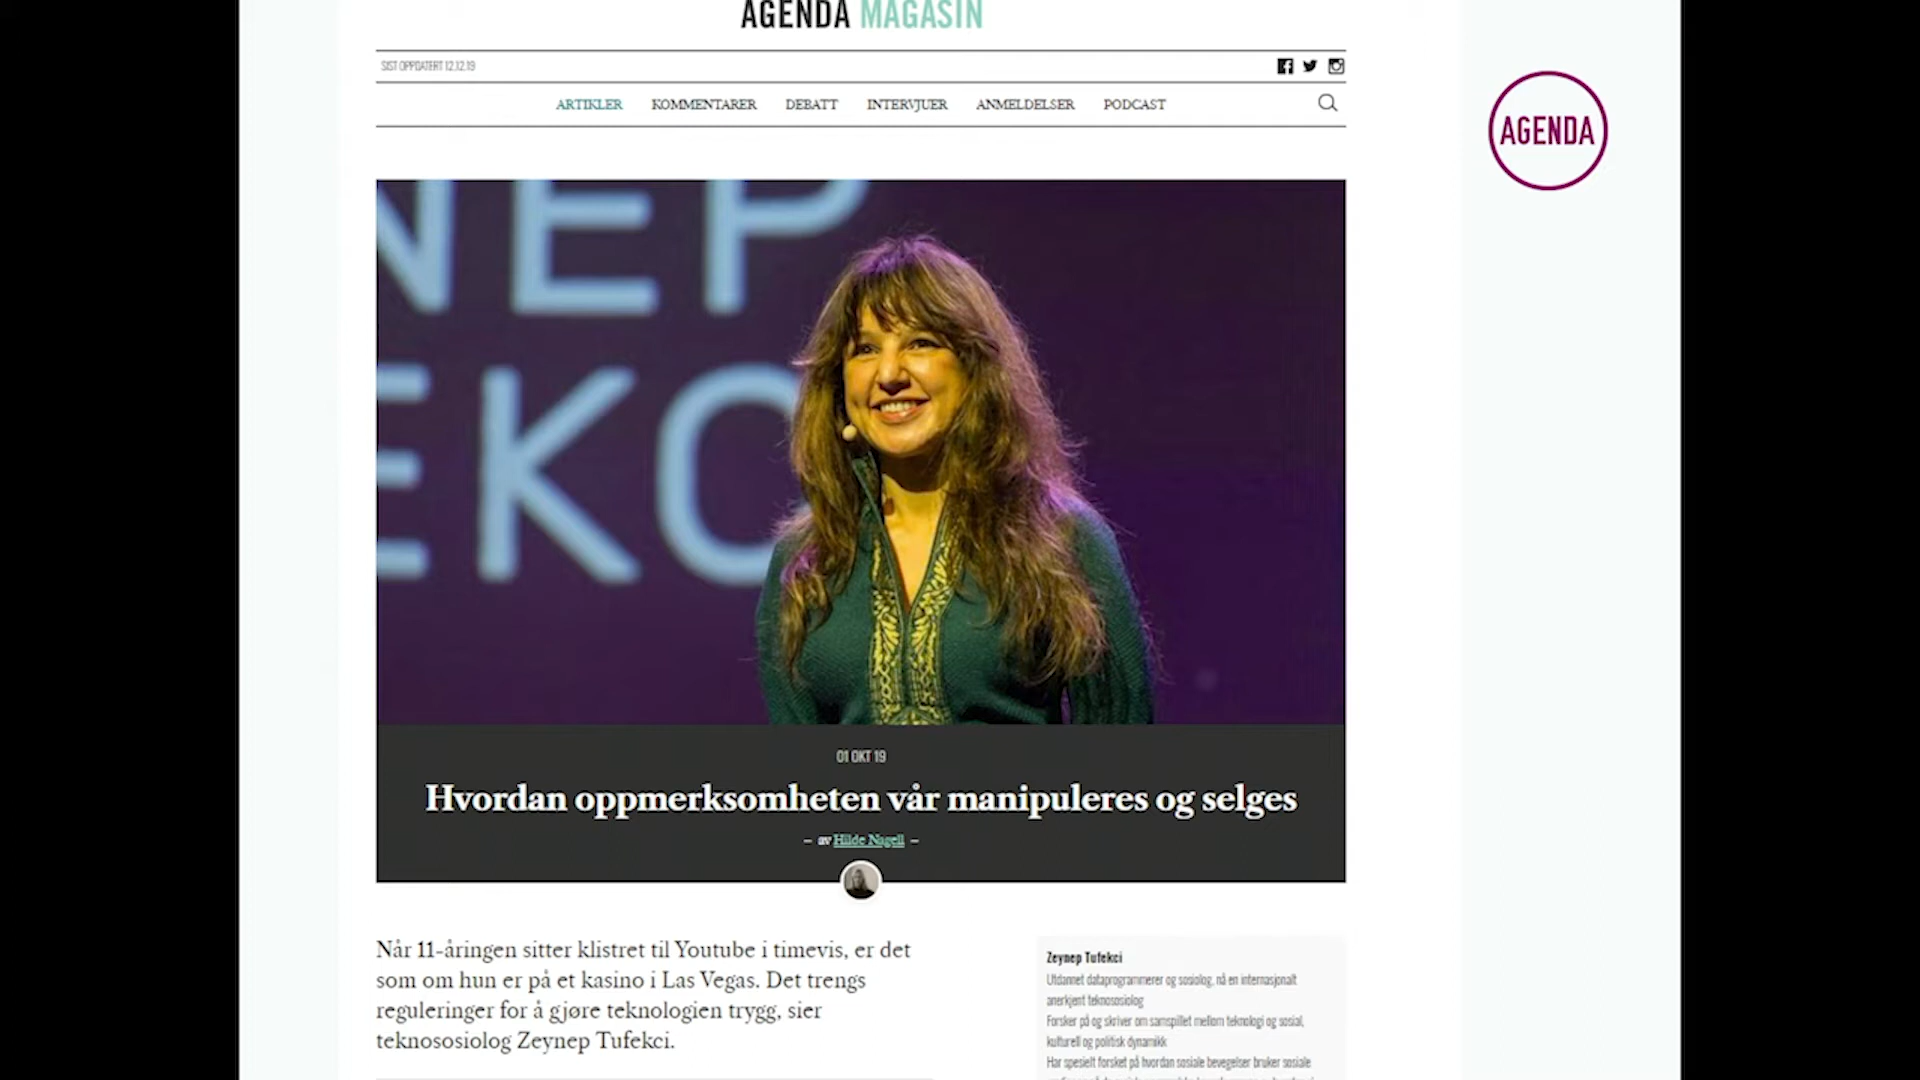 AGENDA MAGASIN
SIST OPPDATERT 12.12.19
ARTIKLER KOMMENTARER DEBATT INTERVJUER ANMELDELSER PODCAST
AGENDA
NEP
EKC
01 OKT 19
Hvordan oppmerksomheten vår manipuleres og selges
– av Hilde Nagell –
Når 11-åringen sitter klistret til Youtube i timevis, er det
som om hun er på et kasino i Las Vegas. Det trengs
reguleringer for å gjøre teknologien trygg, sier
teknososiolog Zeynep Tufekci.
Zeynep Tufekci
Utdannet dataprogrammerer og sosiolog, nå en internasjonalt
anerkjent teknososiolog
Forsker på og skriver om samspillet mellom teknologi og sosial,
kulturell og politisk dynamikk
Har spesielt forsket på hvordan sosiale bevegelser bruker sosiale